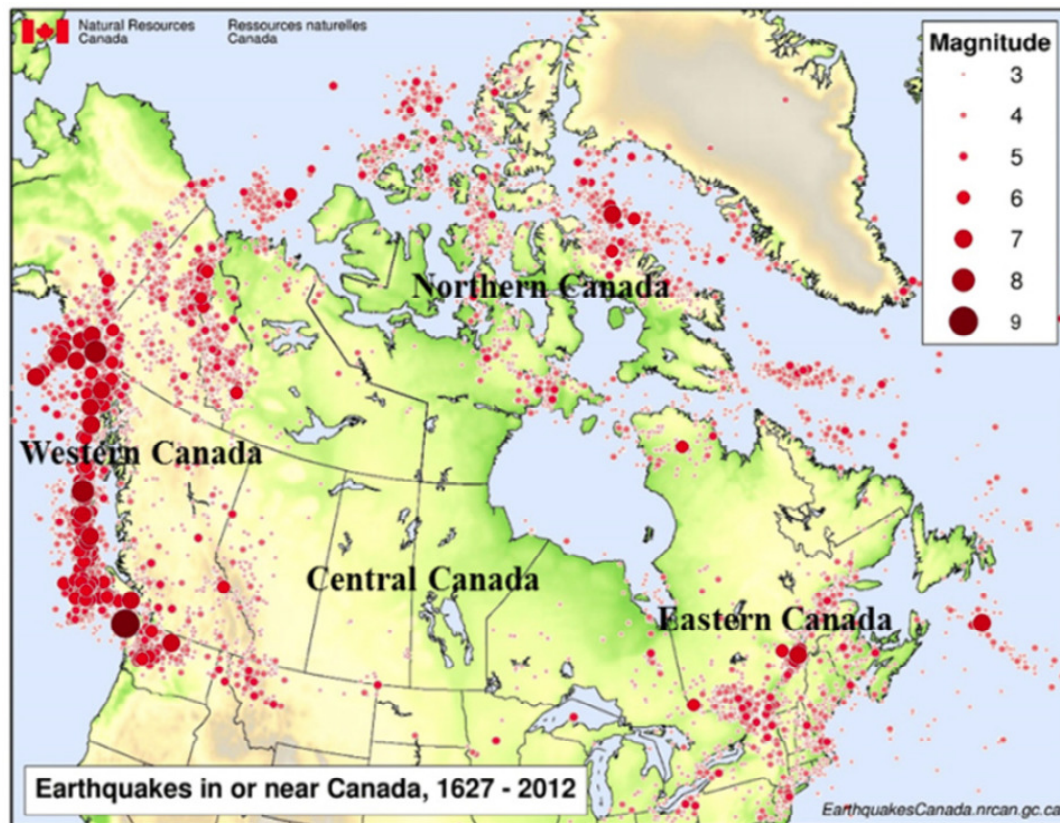 Natural Resources Ressources naturelles
Canada Canada
Magnitude
3
4
5
6
7
8
9
Northern Canada
Western Canada
Central Canada
Eastern Canada
Earthquakes in or near Canada, 1627 - 2012
EarthquakesCanada.nrcan.gc.ca